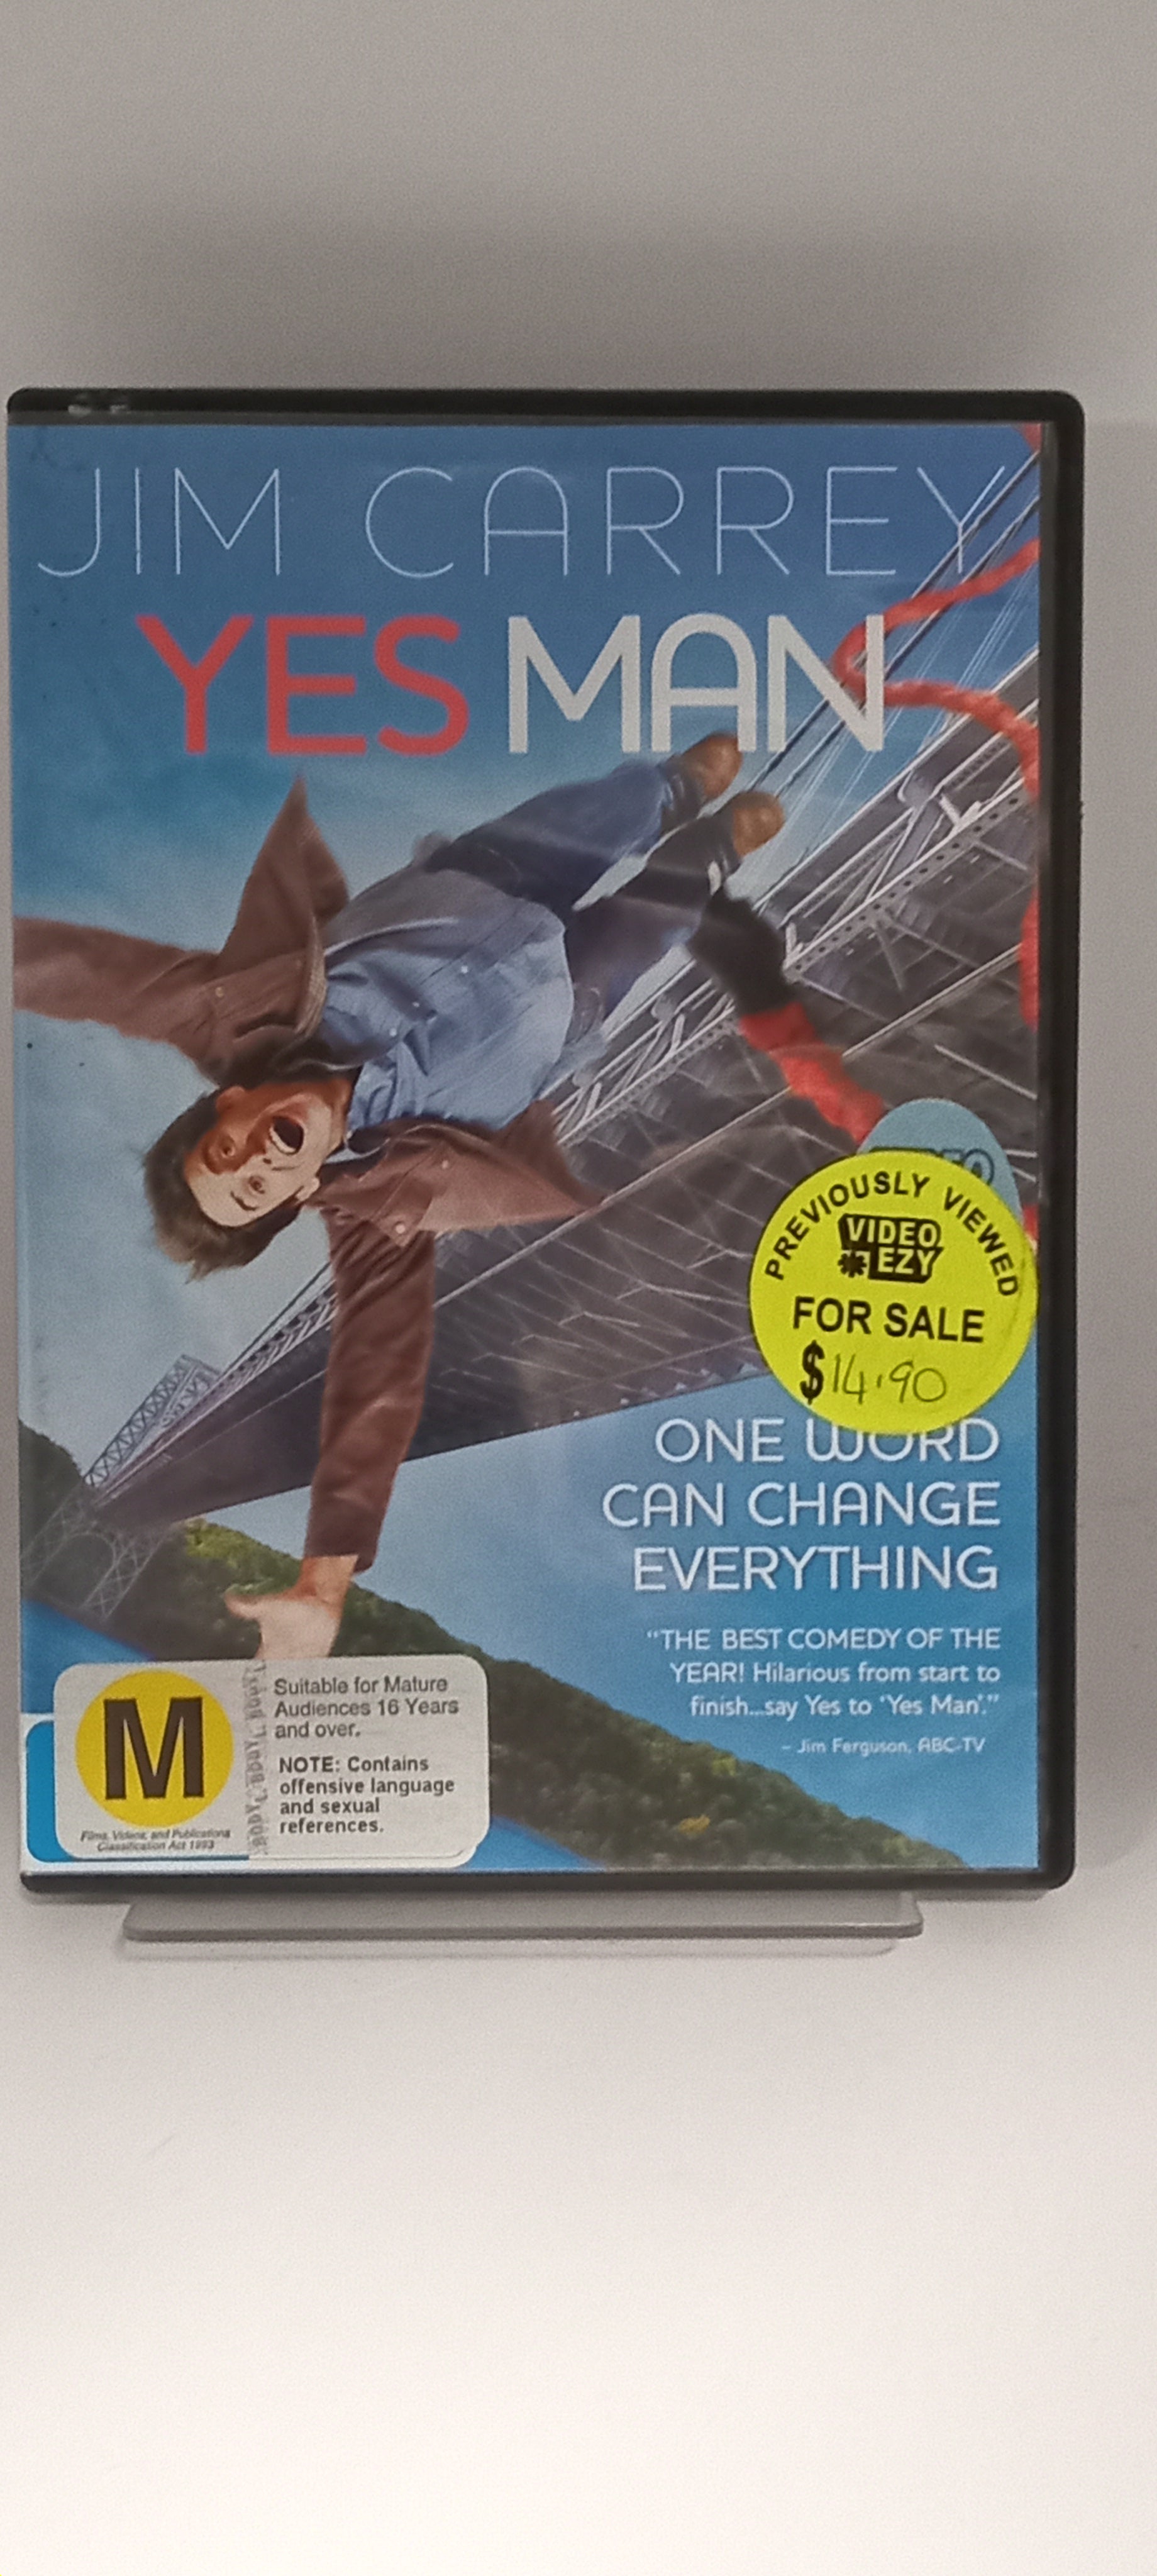 JIM CARREY
YES MAN
PREVIOUSLY VIEWED
VIDEO
EZY
FOR SALE
$14.90
ONE WORD
CAN CHANGE
EVERYTHING
"THE BEST COMEDY OF THE
YEAR! Hilarious from start to
finish...say Yes to 'Yes Man'."
- Jim Ferguson, ABC-TV
M
Films, Videos, and Publications
Classification Act 1993
Suitable for Mature
Audiences 16 Years
and over.
NOTE: Contains
offensive language
and sexual
references.